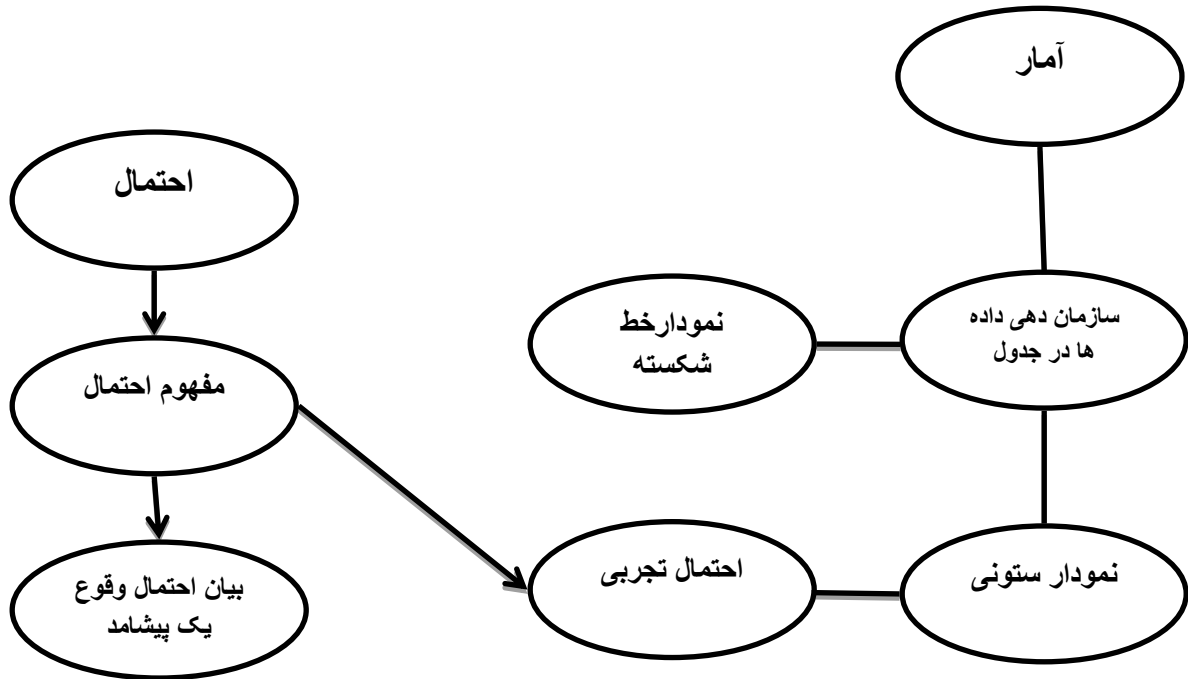 آمار
احتمال
سازمان دهی داده
ها در جدول
نمودارخط
شکسته
مفهوم احتمال
نمودار ستونی
احتمال تجربی
بیان احتمال وقوع
یک پیشامد